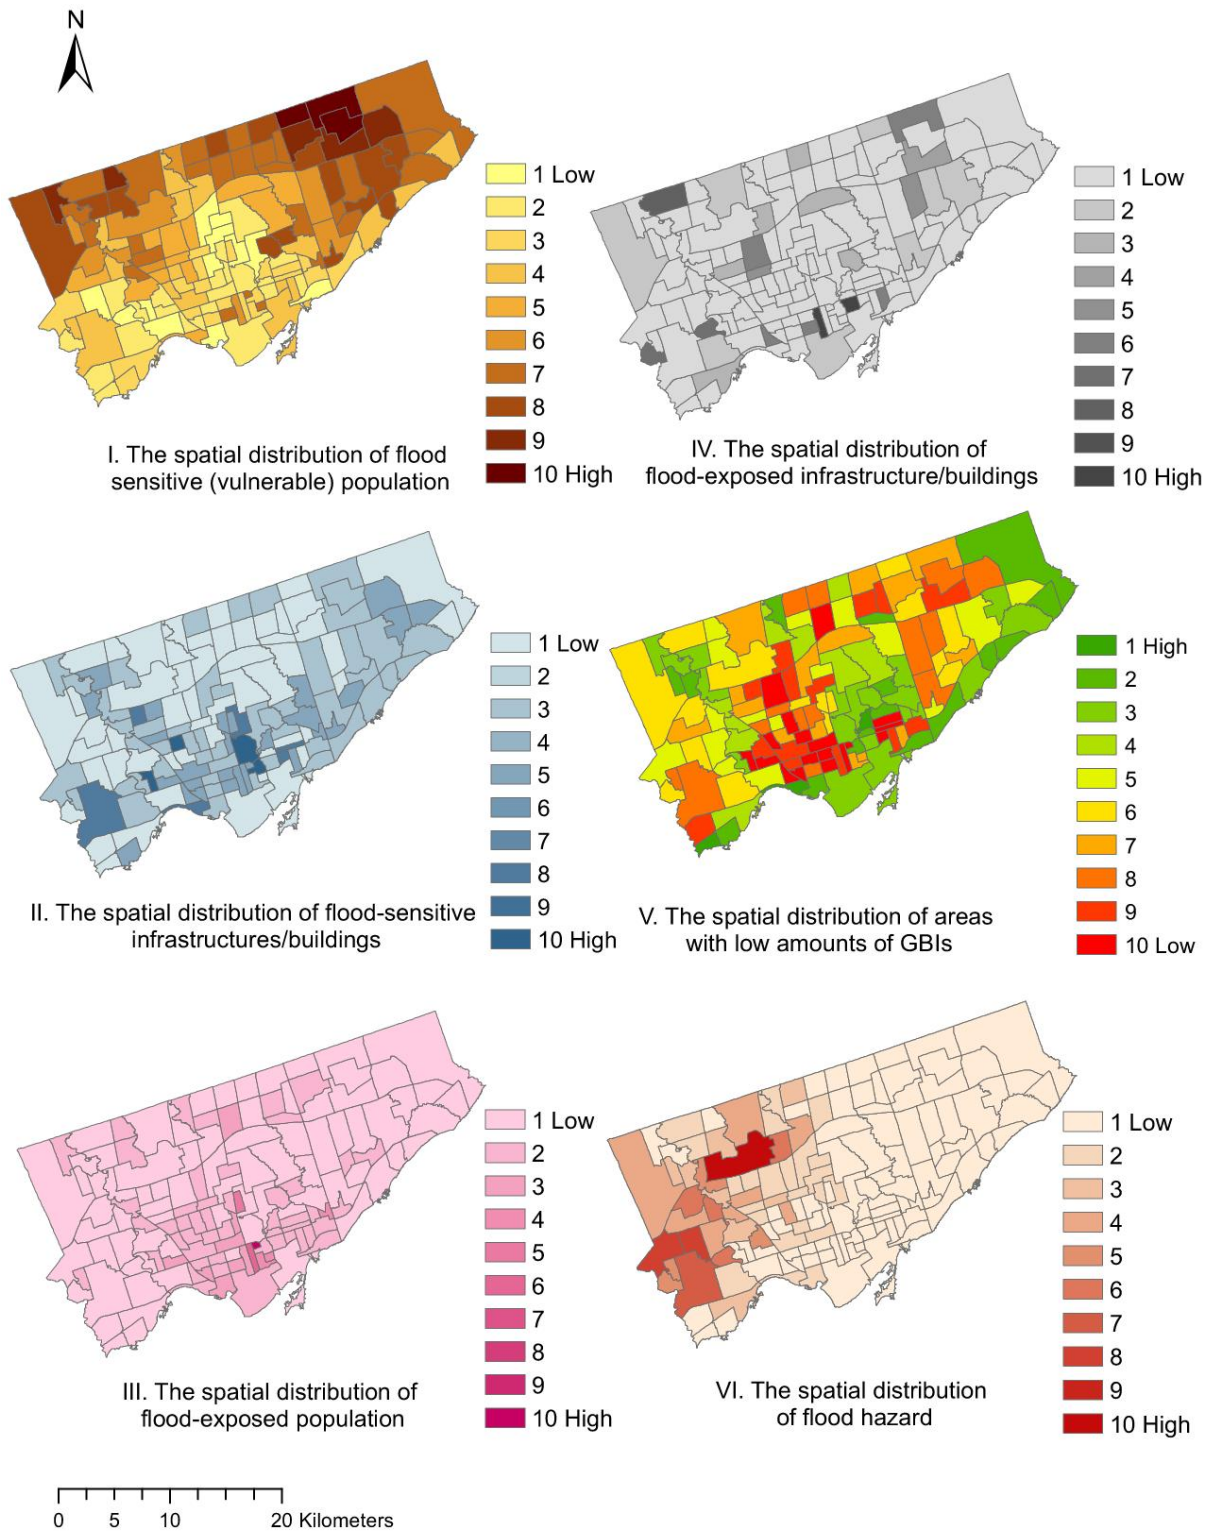 N
1 Low
2
3
4
5
6
7
8
9
10 High
I. The spatial distribution of flood
sensitive (vulnerable) population
1 Low
2
3
4
5
6
7
8
9
10 High
IV. The spatial distribution of
flood-exposed infrastructure/buildings
1 Low
2
3
4
5
6
7
8
9
10 High
II. The spatial distribution of flood-sensitive
infrastructures/buildings
1 High
2
3
4
5
6
7
8
9
10 Low
V. The spatial distribution of areas
with low amounts of GBIs
1 Low
2
3
4
5
6
7
8
9
10 High
III. The spatial distribution of
flood-exposed population
1 Low
2
3
4
5
6
7
8
9
10 High
VI. The spatial distribution
of flood hazard
0 5 10 20 Kilometers